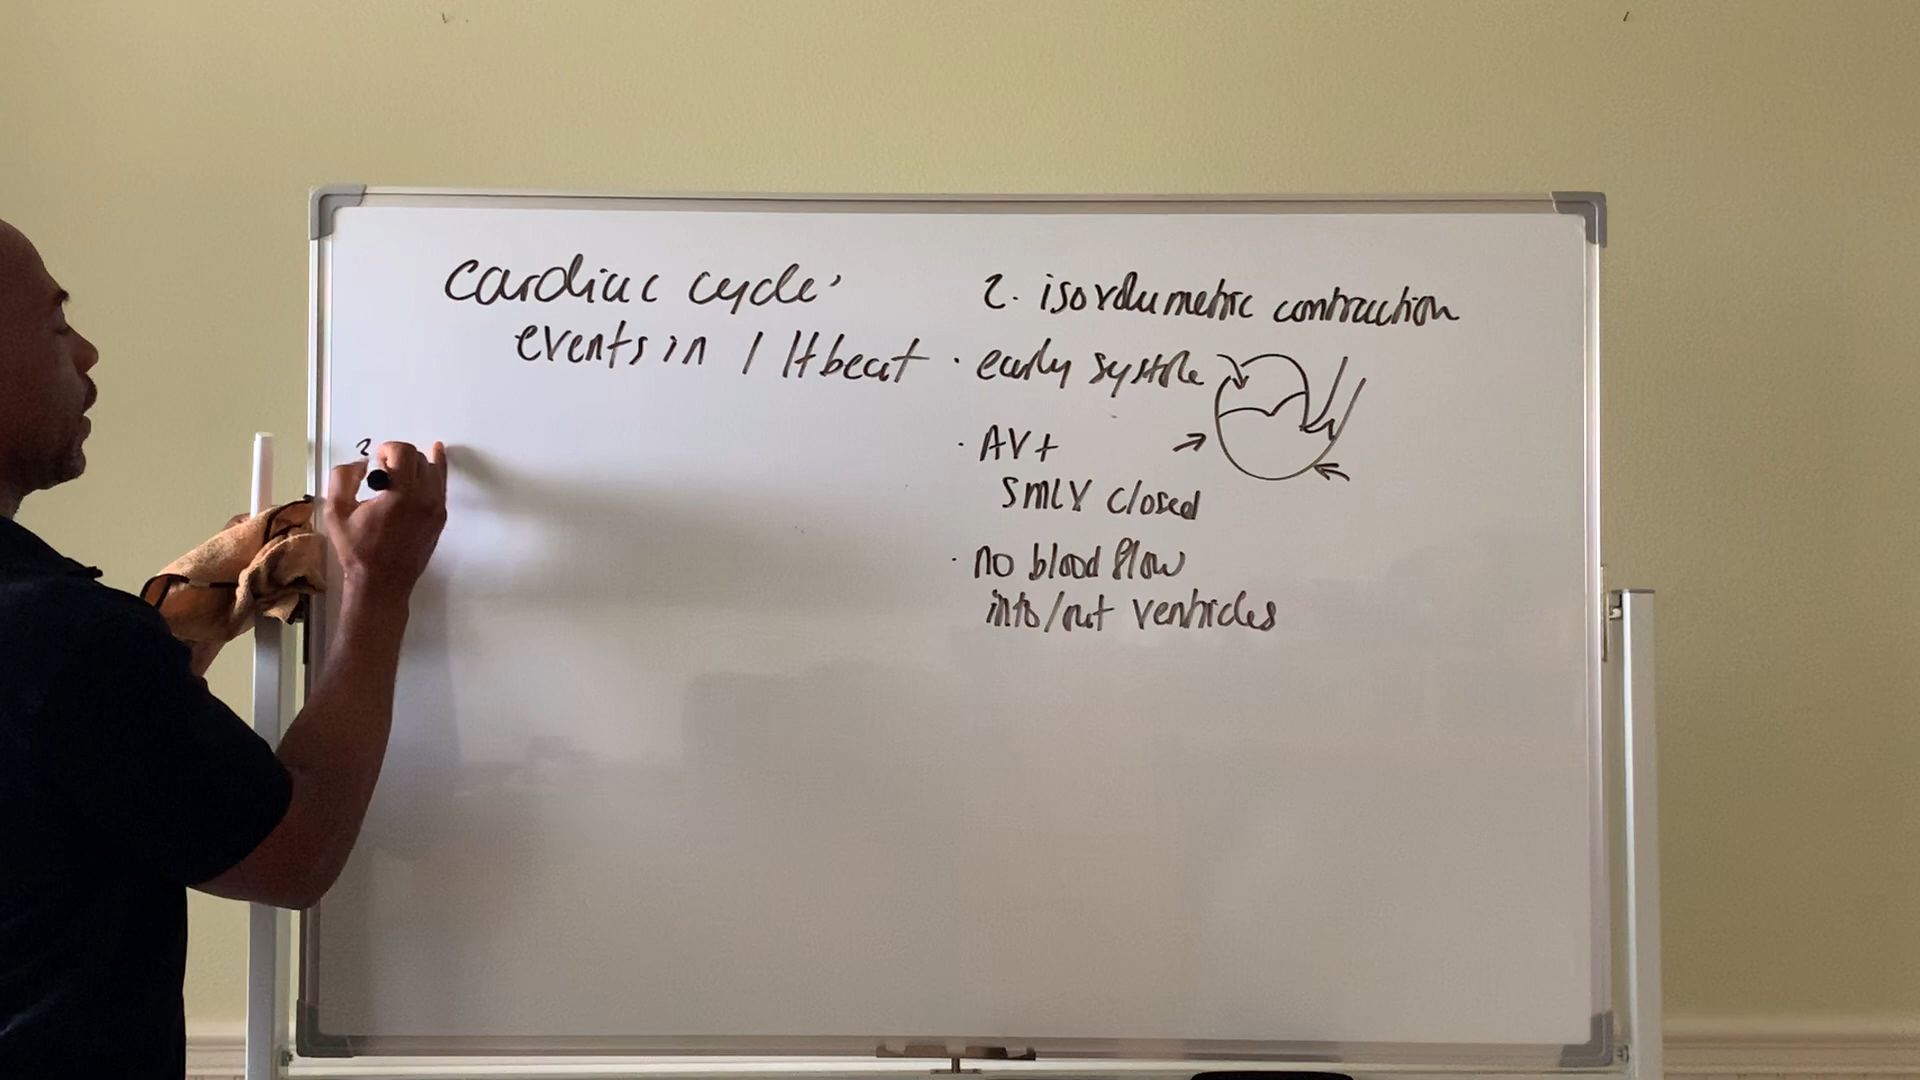 cardiac cycle:
events in 1 Htbeat
2. isovolumetric contraction
· early systole
· AV +
SMLV closed
· no blood flow
into/out ventricles